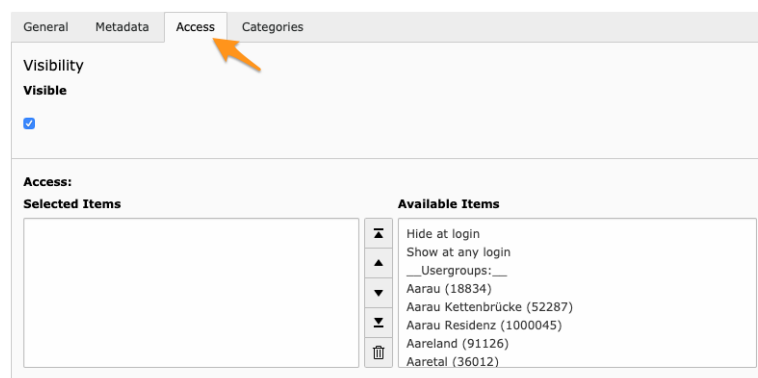 General Metadata Access Categories
Visibility
Visible
Access:
Selected Items
Available Items
Hide at login
Show at any login
__Usergroups:__
Aarau (18834)
Aarau Kettenbrücke (52287)
Aarau Residenz (1000045)
Aareland (91126)
Aaretal (36012)